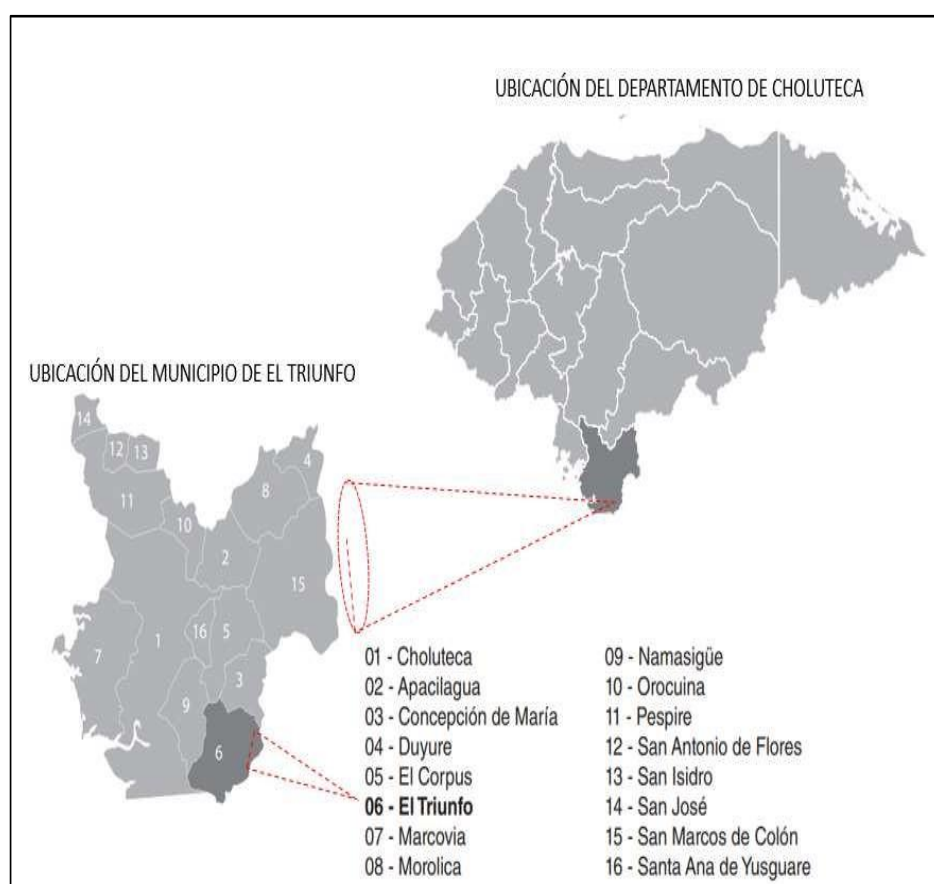 UBICACIÓN DEL DEPARTAMENTO DE CHOLUTECA
UBICACIÓN DEL MUNICIPIO DE EL TRIUNFO
14
12
13
4
8
11
10
2
15
16
5
1
7
3
9
6
01 - Choluteca
02 - Apacilagua
03 - Concepción de María
04 - Duyure
05 - El Corpus
06 - El Triunfo
07 - Marcovia
08 - Morolica
09 - Namasigüe
10 - Orocuina
11 - Pespire
12 - San Antonio de Flores
13 - San Isidro
14 - San José
15 - San Marcos de Colón
16 - Santa Ana de Yusguare